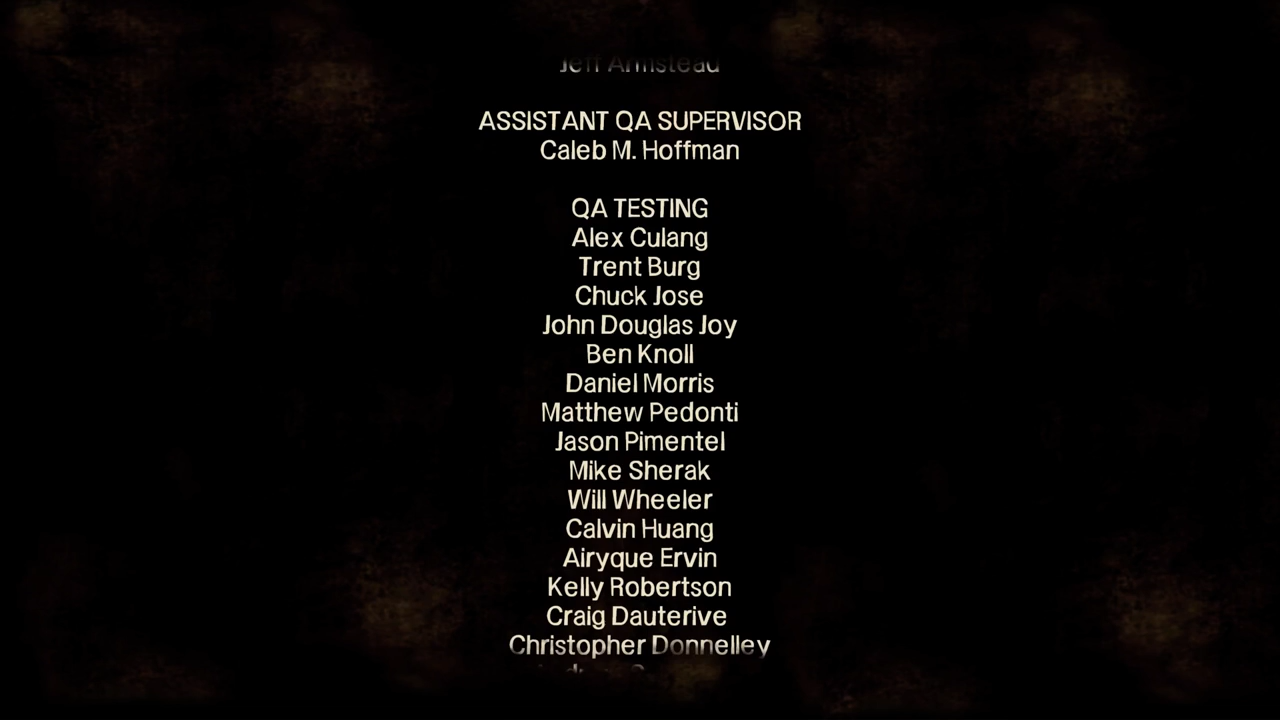 Jeff Armstead
ASSISTANT QA SUPERVISOR
Caleb M. Hoffman
QA TESTING
Alex Culang
Trent Burg
Chuck Jose
John Douglas Joy
Ben Knoll
Daniel Morris
Matthew Pedonti
Jason Pimentel
Mike Sherak
Will Wheeler
Calvin Huang
Airyque Ervin
Kelly Robertson
Craig Dauterive
Christopher Donnelley